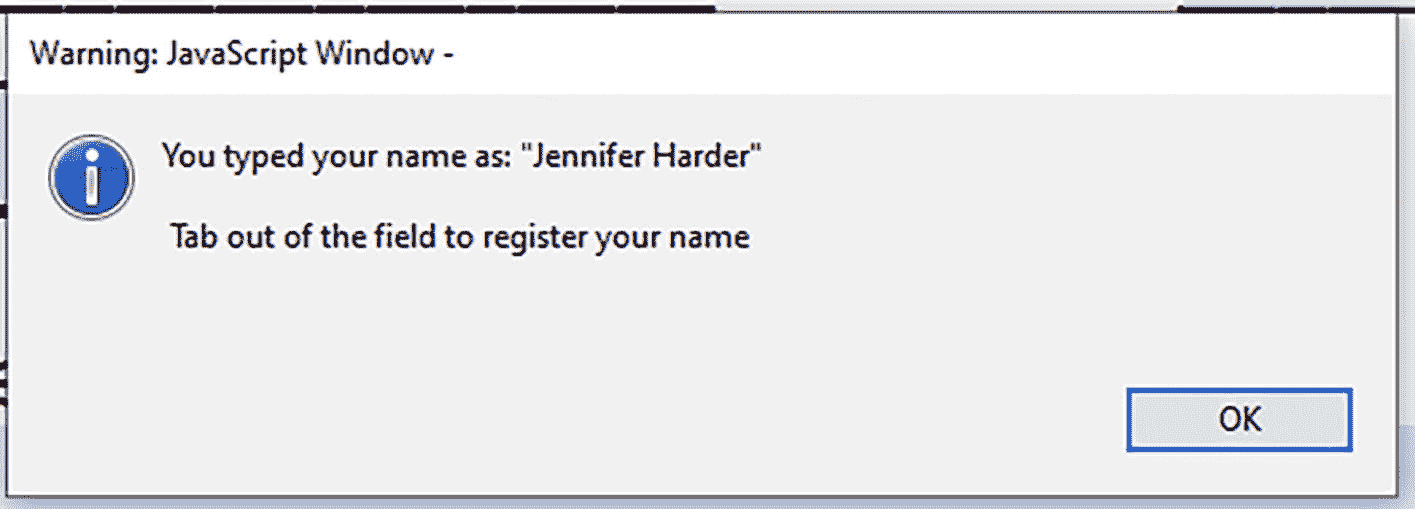 Warning: JavaScript Window -
You typed your name as: "Jennifer Harder"
Tab out of the field to register your name
OK